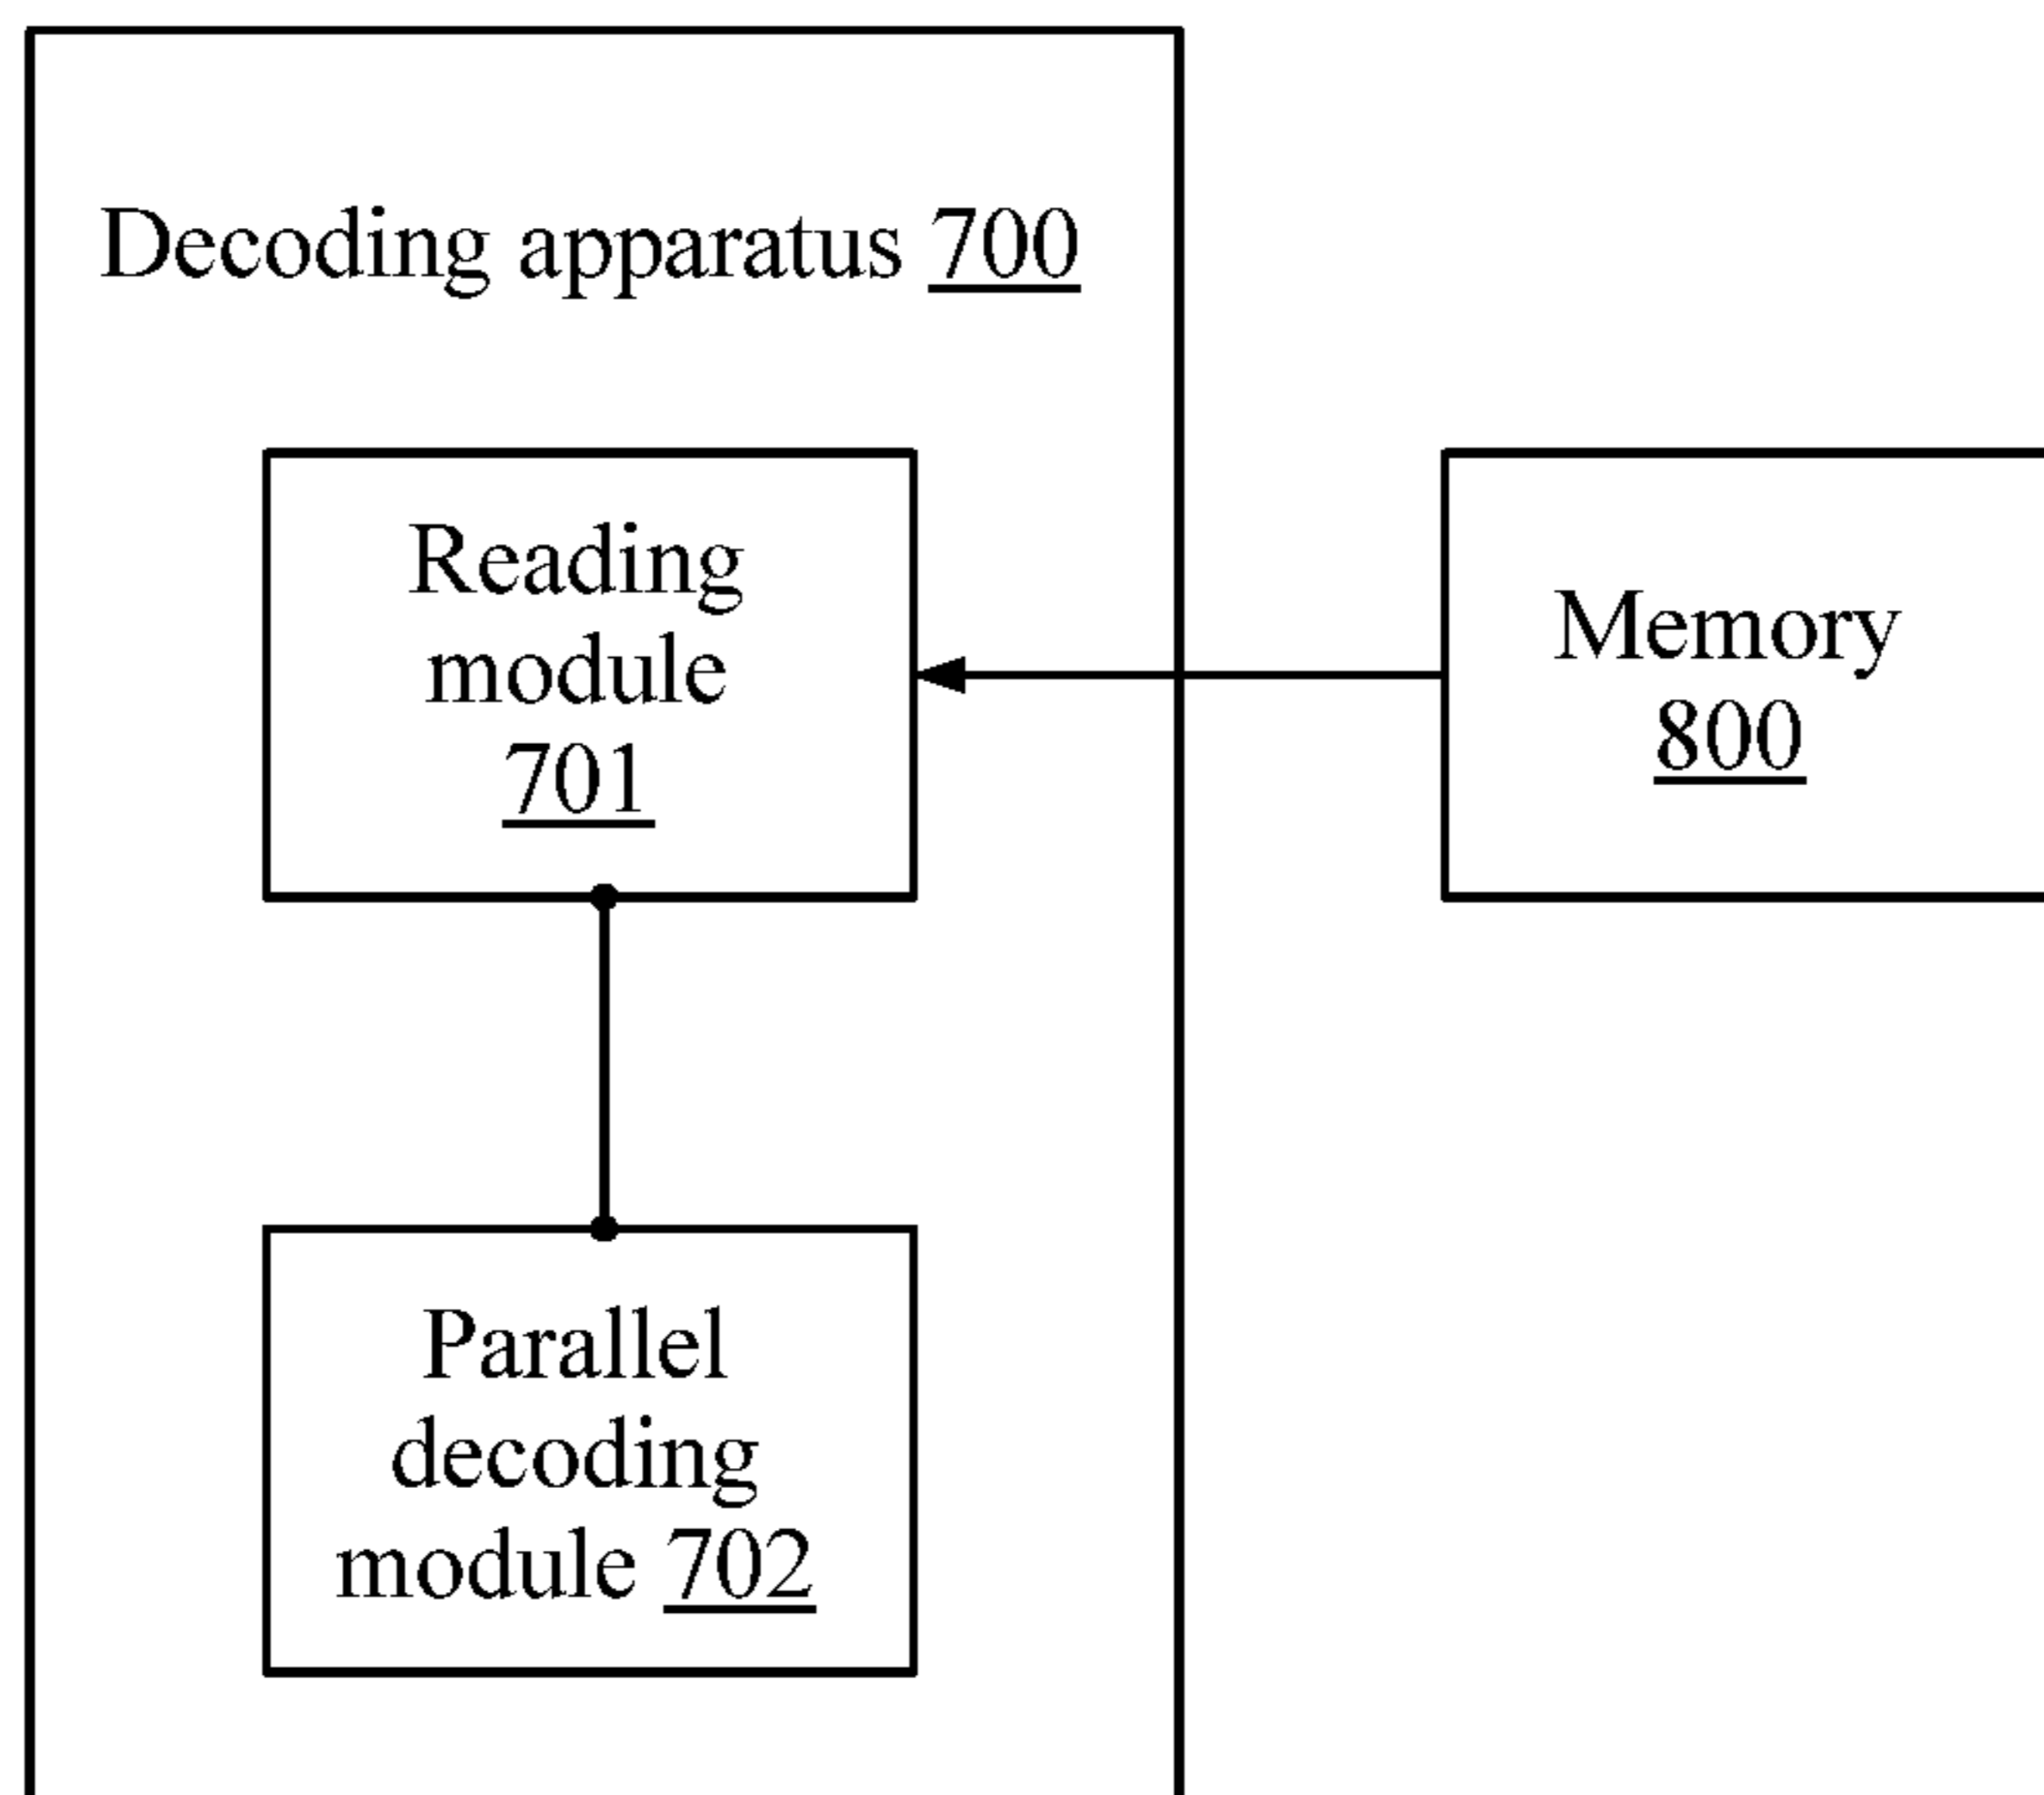 Decoding apparatus 700
Reading
module
701
Memory
800
Parallel
decoding
module 702